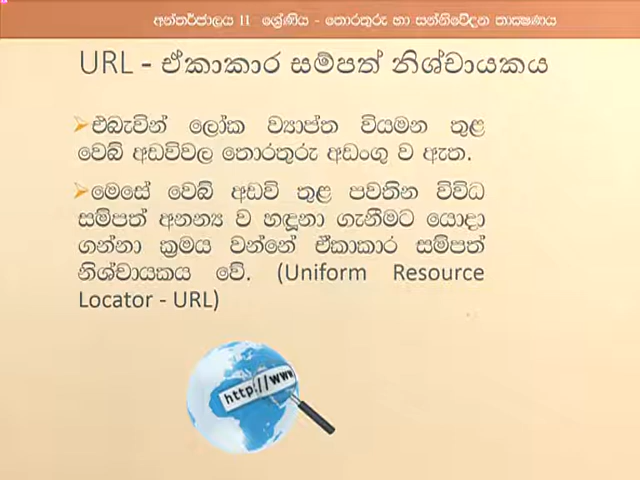 අන්තර්ජාලය 11 ශ්‍රේණිය - තොරතුරු හා සන්නිවේදන තාක්ෂණය
URL - ඒකාකාර සම්පත් නිශ්චායකය
එබැවින් ලෝක ව්‍යාප්ත වියමන තුළ
වෙබ් අඩවිවල තොරතුරු අඩංගු ව ඇත.
මෙසේ වෙබ් අඩවි තුළ පවතින විවිධ
සම්පත් අනන්‍ය ව හඳුනා ගැනීමට යොදා
ගන්නා ක්‍රමය වන්නේ ඒකාකාර සම්පත්
නිශ්චායකය වේ. (Uniform Resource
Locator - URL)
http://www